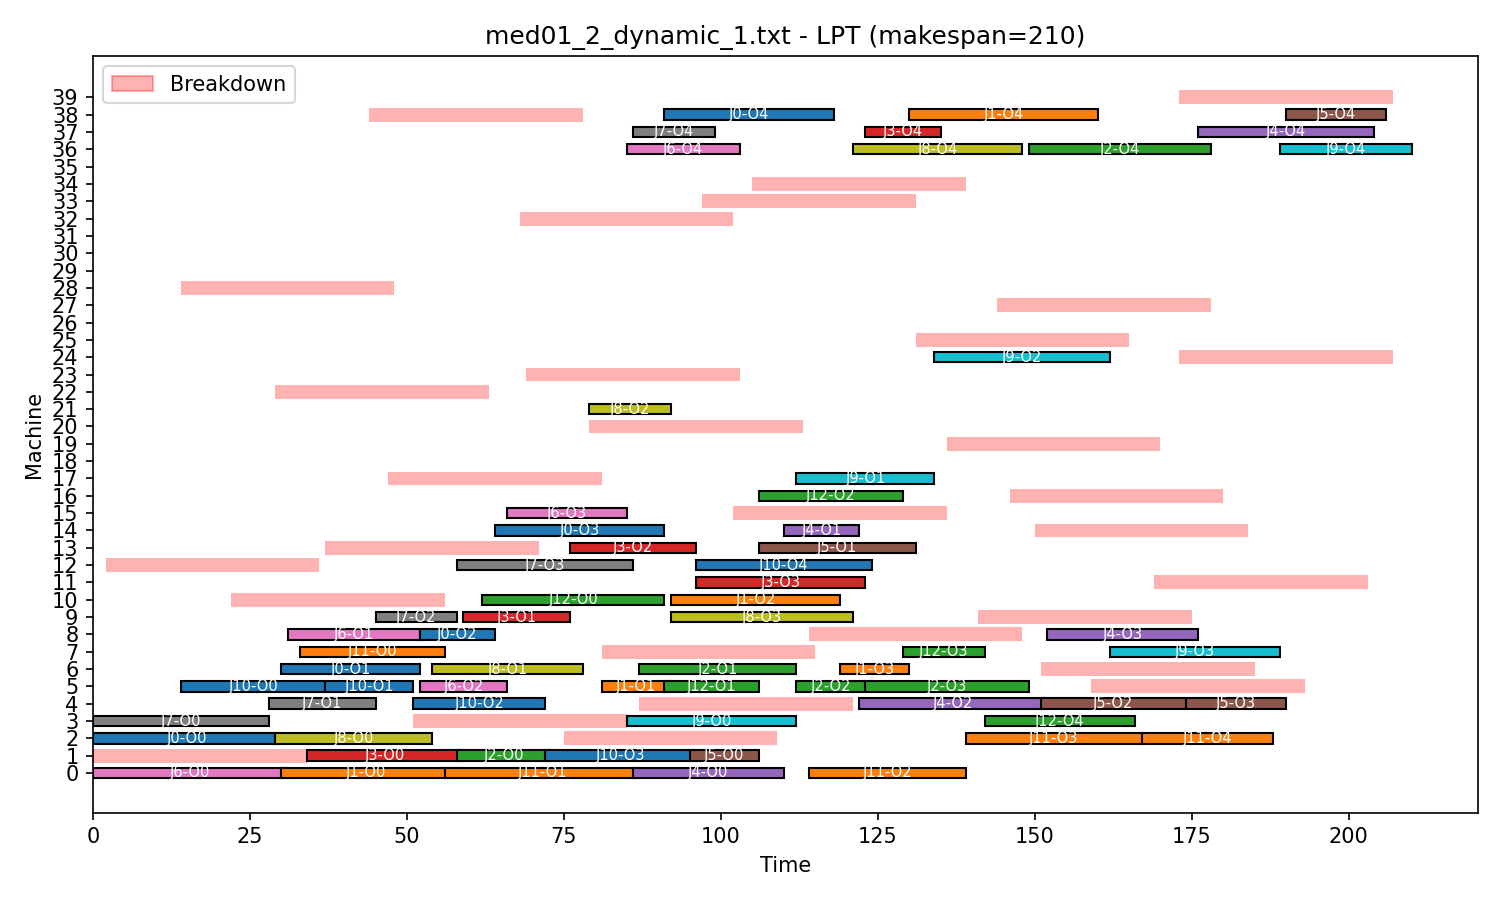 med01_2_dynamic_1.txt - LPT (makespan=210)
Breakdown
39
38 J0-O4 J1-O4 J5-O4
37 J7-O4 J3-O4 J4-O4
36 J6-O4 J8-O4 J2-O4 J9-O4
35
34
33
32
31
30
29
28
27
26
25
24 J9-O2
23
22
21 J8-O2
20
19
18
17 J9-O1
16 J12-O2
15 J6-O3
14 J0-O3 J4-O1
13 J3-O2 J5-O1
12 J7-O3 J10-O4
11 J3-O3
10 J12-O0 J1-O2
9 J7-O2 J3-O1 J8-O3
8 J6-O1 J0-O2 J4-O3
7 J11-O0 J12-O3 J9-O3
6 J0-O1 J8-O1 J2-O1 J1-O3
5 J10-O0 J10-O1 J6-O2 J1-O1 J12-O1 J2-O2 J2-O3
4 J7-O1 J10-O2 J4-O2 J5-O2 J5-O3
3 J7-O0 J9-O0 J12-O4
2 J0-O0 J8-O0 J11-O3 J11-O4
1 J3-O0 J2-O0 J10-O3 J5-O0
0 J6-O0 J1-O0 J11-O1 J4-O0 J11-O2
Machine
0 25 50 75 100 125 150 175 200
Time